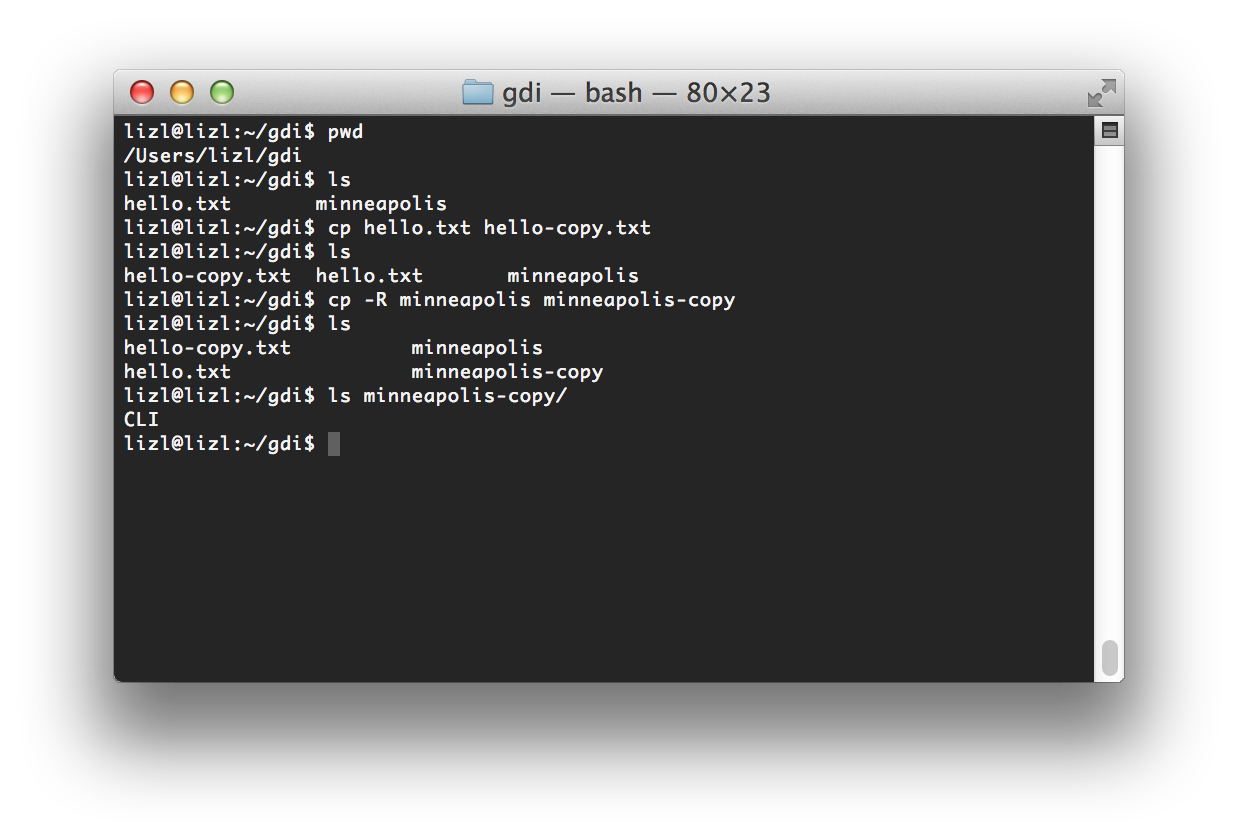 gdi — bash — 80×23
lizl@lizl:~/gdi$ pwd
/Users/lizl/gdi
lizl@lizl:~/gdi$ ls
hello.txt       minneapolis
lizl@lizl:~/gdi$ cp hello.txt hello-copy.txt
lizl@lizl:~/gdi$ ls
hello-copy.txt  hello.txt       minneapolis
lizl@lizl:~/gdi$ cp -R minneapolis minneapolis-copy
lizl@lizl:~/gdi$ ls
hello-copy.txt          minneapolis
hello.txt               minneapolis-copy
lizl@lizl:~/gdi$ ls minneapolis-copy/
CLI
lizl@lizl:~/gdi$